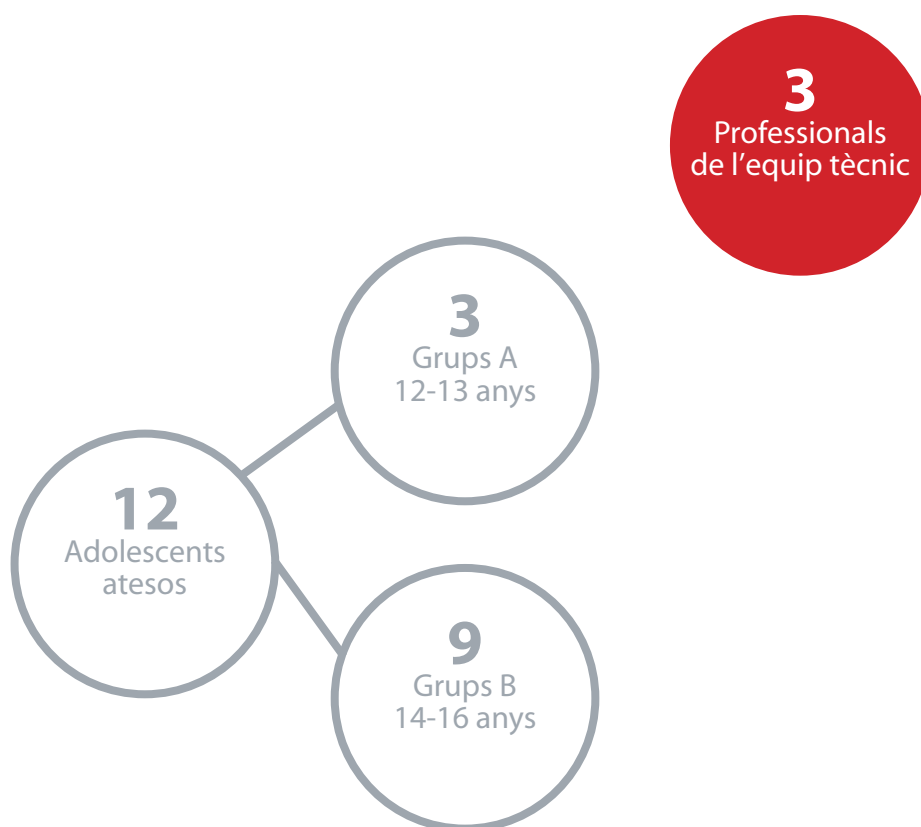 3
Professionals
de l’equip tècnic
3
Grups A
12-13 anys
12
Adolescents
atesos
9
Grups B
14-16 anys